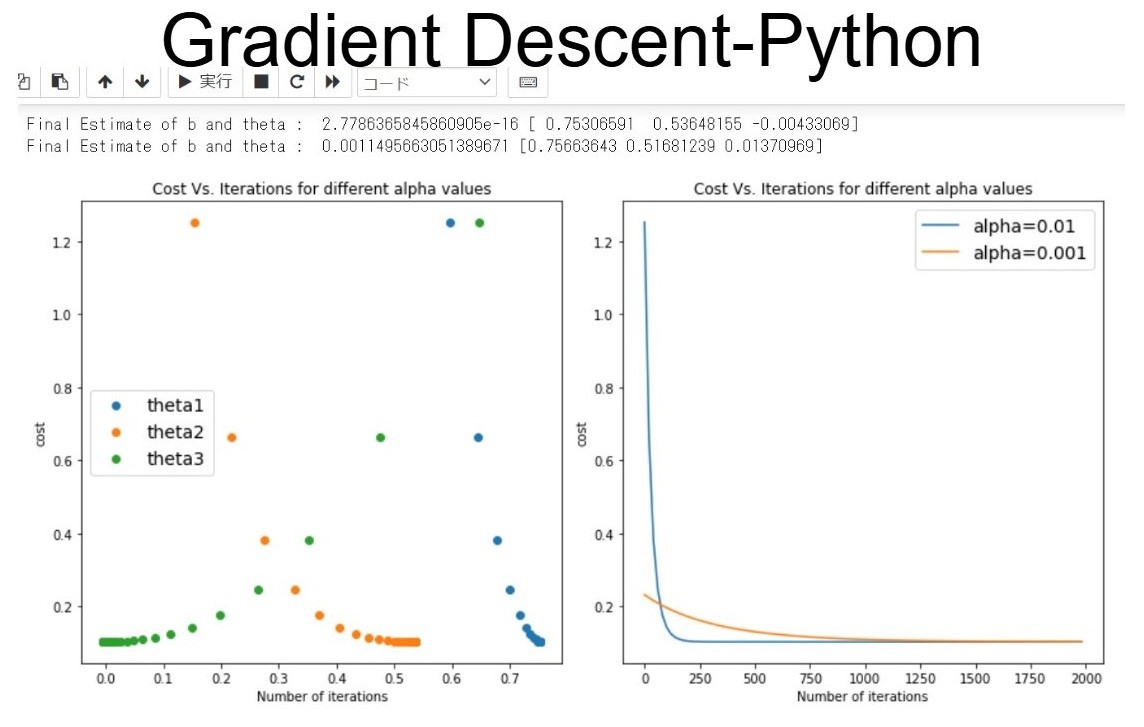 Gradient Descent-Python
実行
コード
Final Estimate of b and theta :  2.7786365845860905e-16 [ 0.75306591  0.53648155 -0.00433069]
Final Estimate of b and theta :  0.0011495663051389671 [0.75663643 0.51681239 0.01370969]
Cost Vs. Iterations for different alpha values
1.2
1.0
0.8
0.6
0.4
0.2
cost
theta1
theta2
theta3
0.0 0.1 0.2 0.3 0.4 0.5 0.6 0.7
Number of iterations
Cost Vs. Iterations for different alpha values
1.2
1.0
0.8
0.6
0.4
0.2
cost
alpha=0.01
alpha=0.001
0 250 500 750 1000 1250 1500 1750 2000
Number of iterations